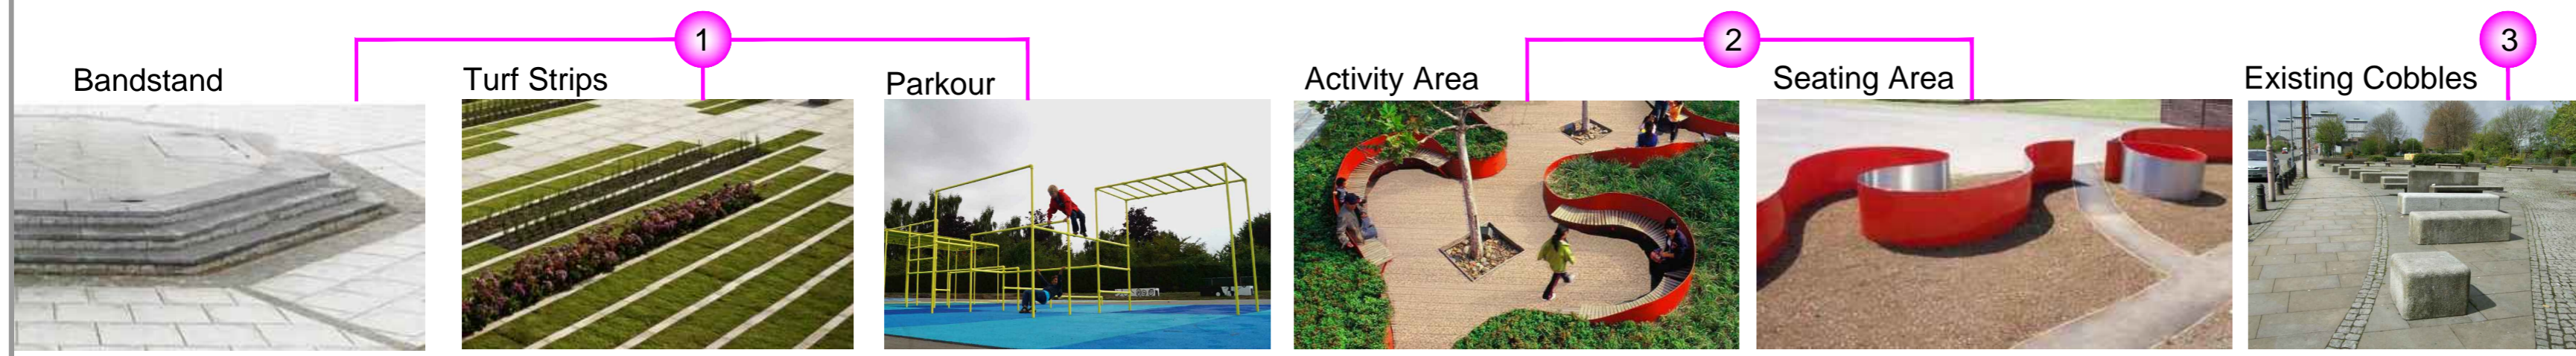 1
2
3
Bandstand
Turf Strips
Parkour
Activity Area
Seating Area
Existing Cobbles